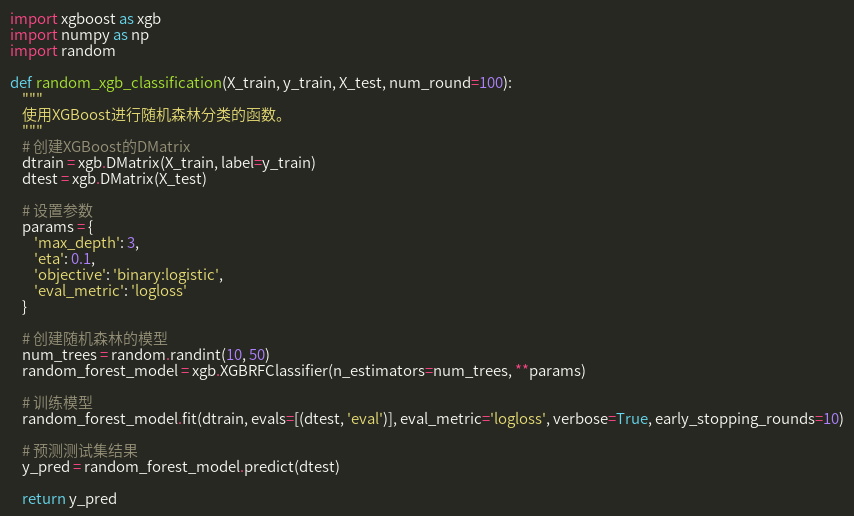 import xgboost as xgb
import numpy as np
import random

def random_xgb_classification(X_train, y_train, X_test, num_round=100):
    """
    使用XGBoost进行随机森林分类的函数。
    """
    # 创建XGBoost的DMatrix
    dtrain = xgb.DMatrix(X_train, label=y_train)
    dtest = xgb.DMatrix(X_test)

    # 设置参数
    params = {
        'max_depth': 3,
        'eta': 0.1,
        'objective': 'binary:logistic',
        'eval_metric': 'logloss'
    }

    # 创建随机森林的模型
    num_trees = random.randint(10, 50)
    random_forest_model = xgb.XGBRFClassifier(n_estimators=num_trees, **params)

    # 训练模型
    random_forest_model.fit(dtrain, evals=[(dtest, 'eval')], eval_metric='logloss', verbose=True, early_stopping_rounds=10)

    # 预测测试集结果
    y_pred = random_forest_model.predict(dtest)

    return y_pred